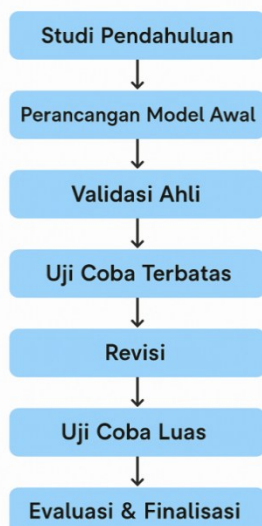 Studi Pendahuluan
Perancangan Model Awal
Validasi Ahli
Uji Coba Terbatas
Revisi
Uji Coba Luas
Evaluasi & Finalisasi